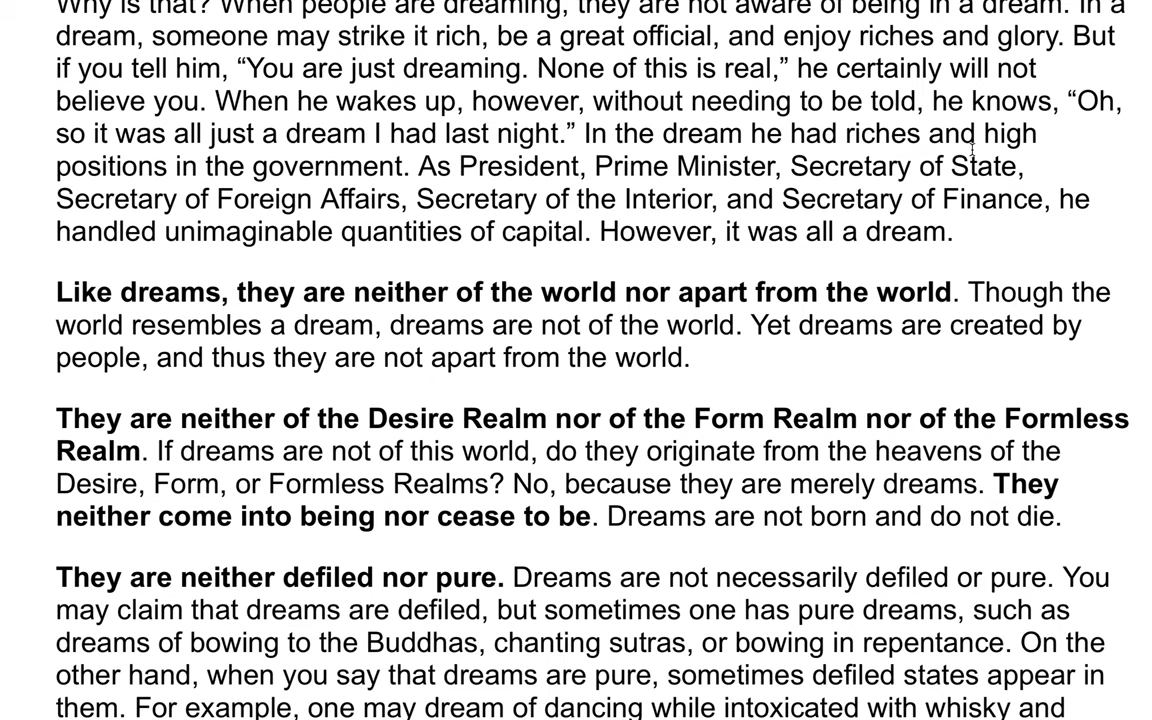 Why is that? When people are dreaming, they are not aware of being in a dream. In a
dream, someone may strike it rich, be a great official, and enjoy riches and glory. But
if you tell him, “You are just dreaming. None of this is real,” he certainly will not
believe you. When he wakes up, however, without needing to be told, he knows, “Oh,
so it was all just a dream I had last night.” In the dream he had riches and high
positions in the government. As President, Prime Minister, Secretary of State,
Secretary of Foreign Affairs, Secretary of the Interior, and Secretary of Finance, he
handled unimaginable quantities of capital. However, it was all a dream.
Like dreams, they are neither of the world nor apart from the world. Though the
world resembles a dream, dreams are not of the world. Yet dreams are created by
people, and thus they are not apart from the world.
They are neither of the Desire Realm nor of the Form Realm nor of the Formless
Realm. If dreams are not of this world, do they originate from the heavens of the
Desire, Form, or Formless Realms? No, because they are merely dreams. They
neither come into being nor cease to be. Dreams are not born and do not die.
They are neither defiled nor pure. Dreams are not necessarily defiled or pure. You
may claim that dreams are defiled, but sometimes one has pure dreams, such as
dreams of bowing to the Buddhas, chanting sutras, or bowing in repentance. On the
other hand, when you say that dreams are pure, sometimes defiled states appear in
them. For example, one may dream of dancing while intoxicated with whisky and